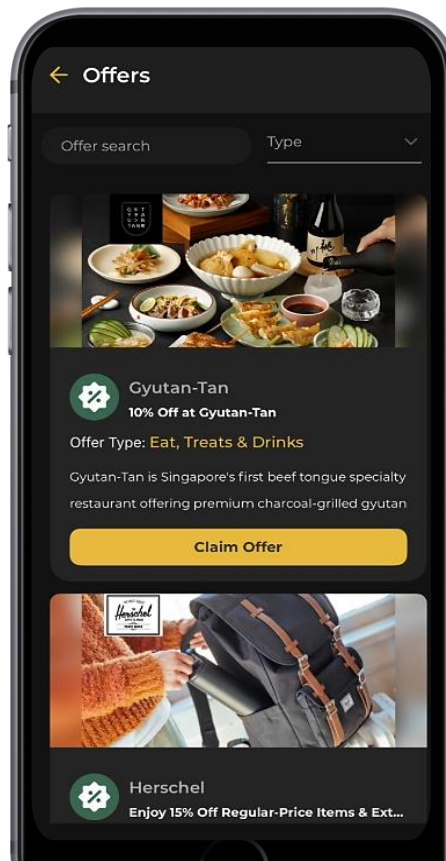 Offers
Offer search
Type
Gyutan-Tan
10% Off at Gyutan-Tan
Offer Type: Eat, Treats & Drinks
Gyutan-Tan is Singapore's first beef tongue specialty
restaurant offering premium charcoal-grilled gyutan
Claim Offer
Herschel
Herschel
Enjoy 15% Off Regular-Price Items & Ext...